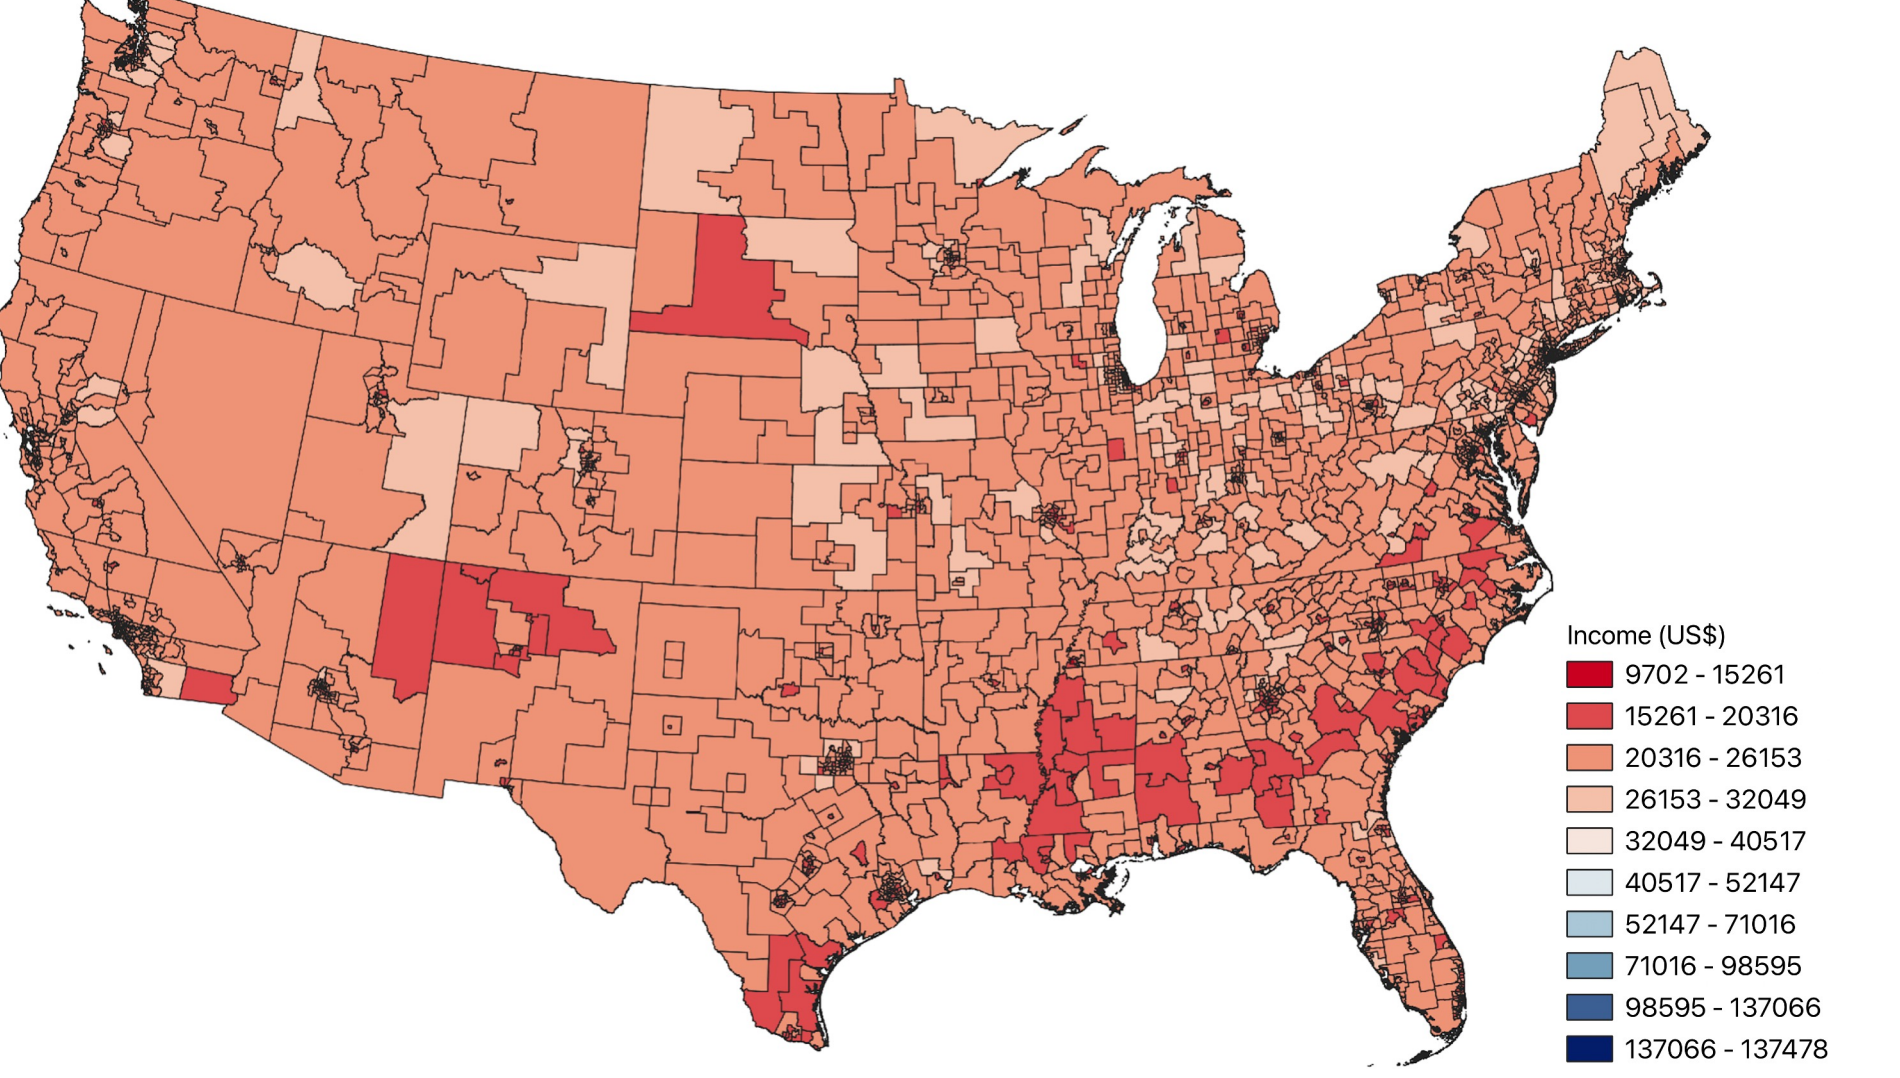 Income (US$)
9702 - 15261
15261 - 20316
20316 - 26153
26153 - 32049
32049 - 40517
40517 - 52147
52147 - 71016
71016 - 98595
98595 - 137066
137066 - 137478